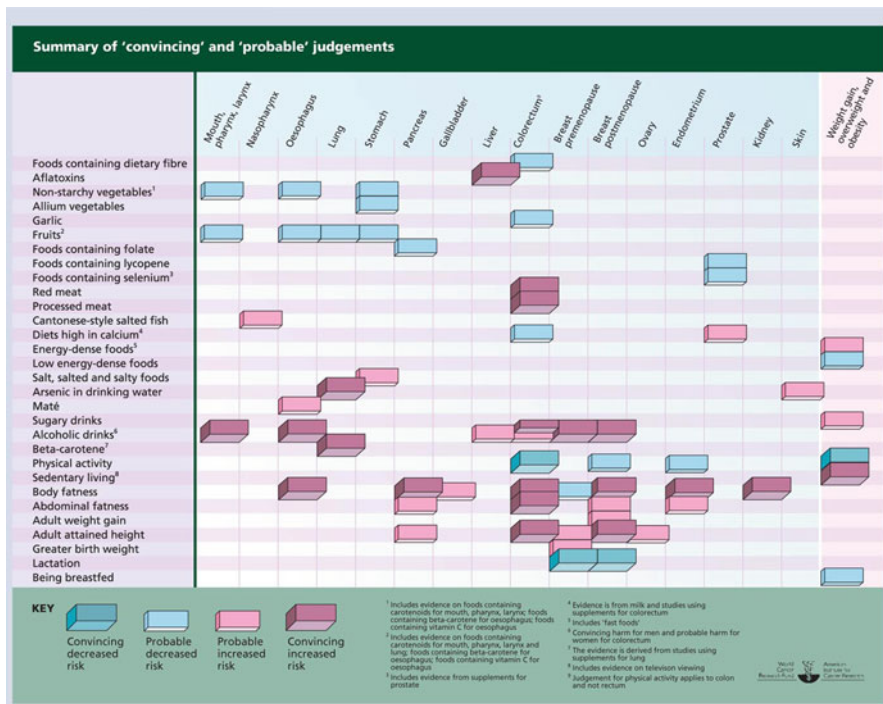 Summary of 'convincing' and 'probable' judgements
Mouth,
pharynx, larynx
Nasopharynx
Oesophagus
Lung
Stomach
Pancreas
Gallbladder
Liver
Colorectum⁹
Breast
premenopause
Breast
postmenopause
Ovary
Endometrium
Prostate
Kidney
Skin
Weight gain,
overweight and
obesity
Foods containing dietary fibre
Aflatoxins
Non-starchy vegetables¹
Allium vegetables
Garlic
Fruits²
Foods containing folate
Foods containing lycopene
Foods containing selenium³
Red meat
Processed meat
Cantonese-style salted fish
Diets high in calcium⁴
Energy-dense foods⁵
Low energy-dense foods
Salt, salted and salty foods
Arsenic in drinking water
Maté
Sugary drinks
Alcoholic drinks⁶
Beta-carotene⁷
Physical activity
Sedentary living⁸
Body fatness
Abdominal fatness
Adult weight gain
Adult attained height
Greater birth weight
Lactation
Being breastfed
KEY
Convincing
decreased
risk
Probable
decreased
risk
Probable
increased
risk
Convincing
increased
risk
¹ Includes evidence on foods containing
carotenoids for mouth, pharynx, larynx; foods
containing beta-carotene for oesophagus; foods
containing vitamin C for oesophagus
² Includes evidence on foods containing
carotenoids for mouth, pharynx, larynx and
lung; foods containing beta-carotene for
oesophagus; foods containing vitamin C for
oesophagus
³ Includes evidence from supplements for
prostate
⁴ Evidence is from milk and studies using
supplements for colorectum
⁵ Includes 'fast foods'
⁶ Convincing harm for men and probable harm for
women for colorectum
⁷ The evidence is derived from studies using
supplements for lung
⁸ Includes evidence on televison viewing
⁹ Judgement for physical activity applies to colon
and not rectum
World
Cancer
Research Fund
American
Institute for
Cancer Research